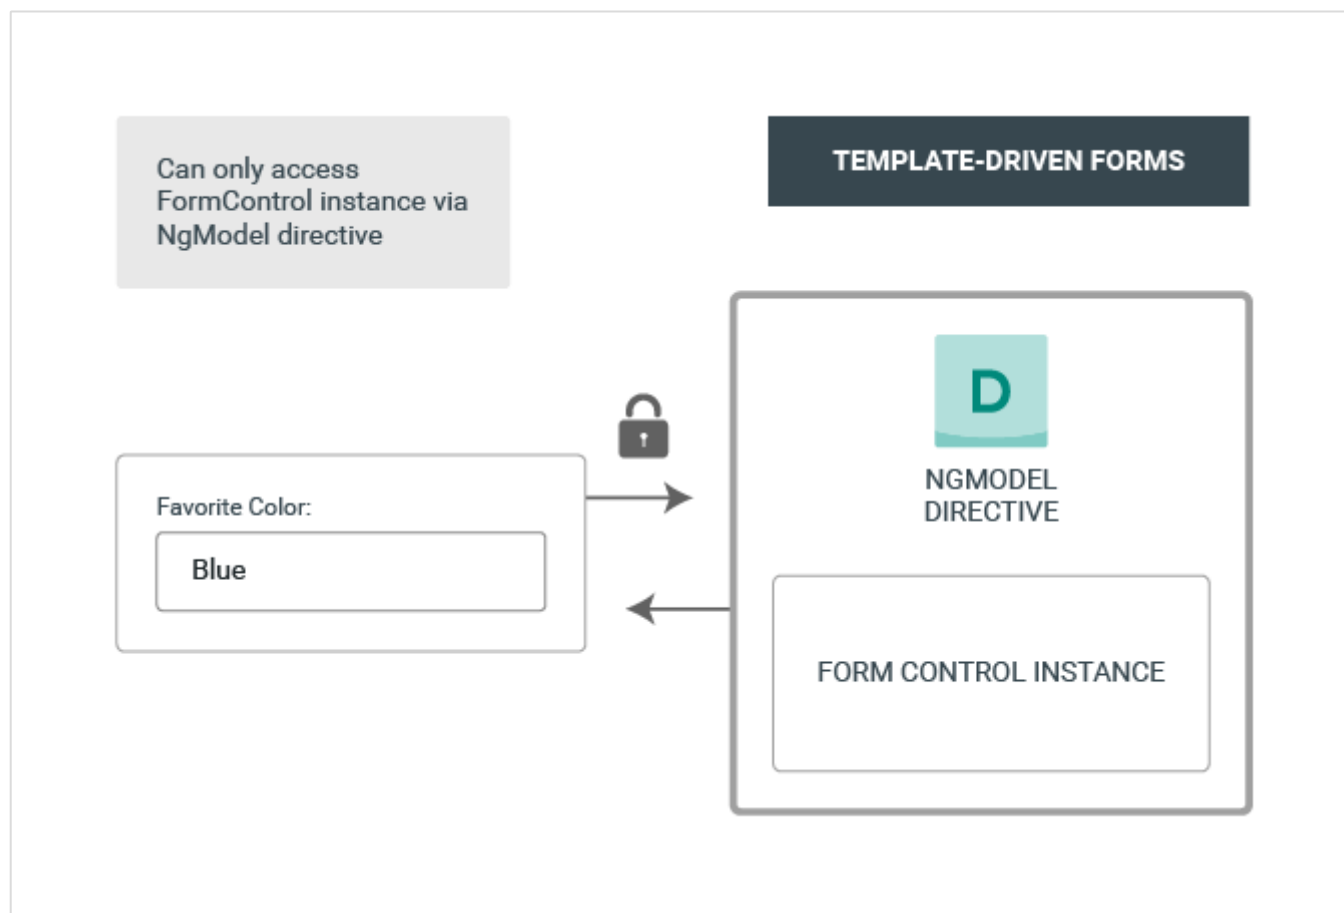 Can only access
FormControl instance via
NgModel directive
TEMPLATE-DRIVEN FORMS
D
NGMODEL
DIRECTIVE
Favorite Color:
Blue
FORM CONTROL INSTANCE